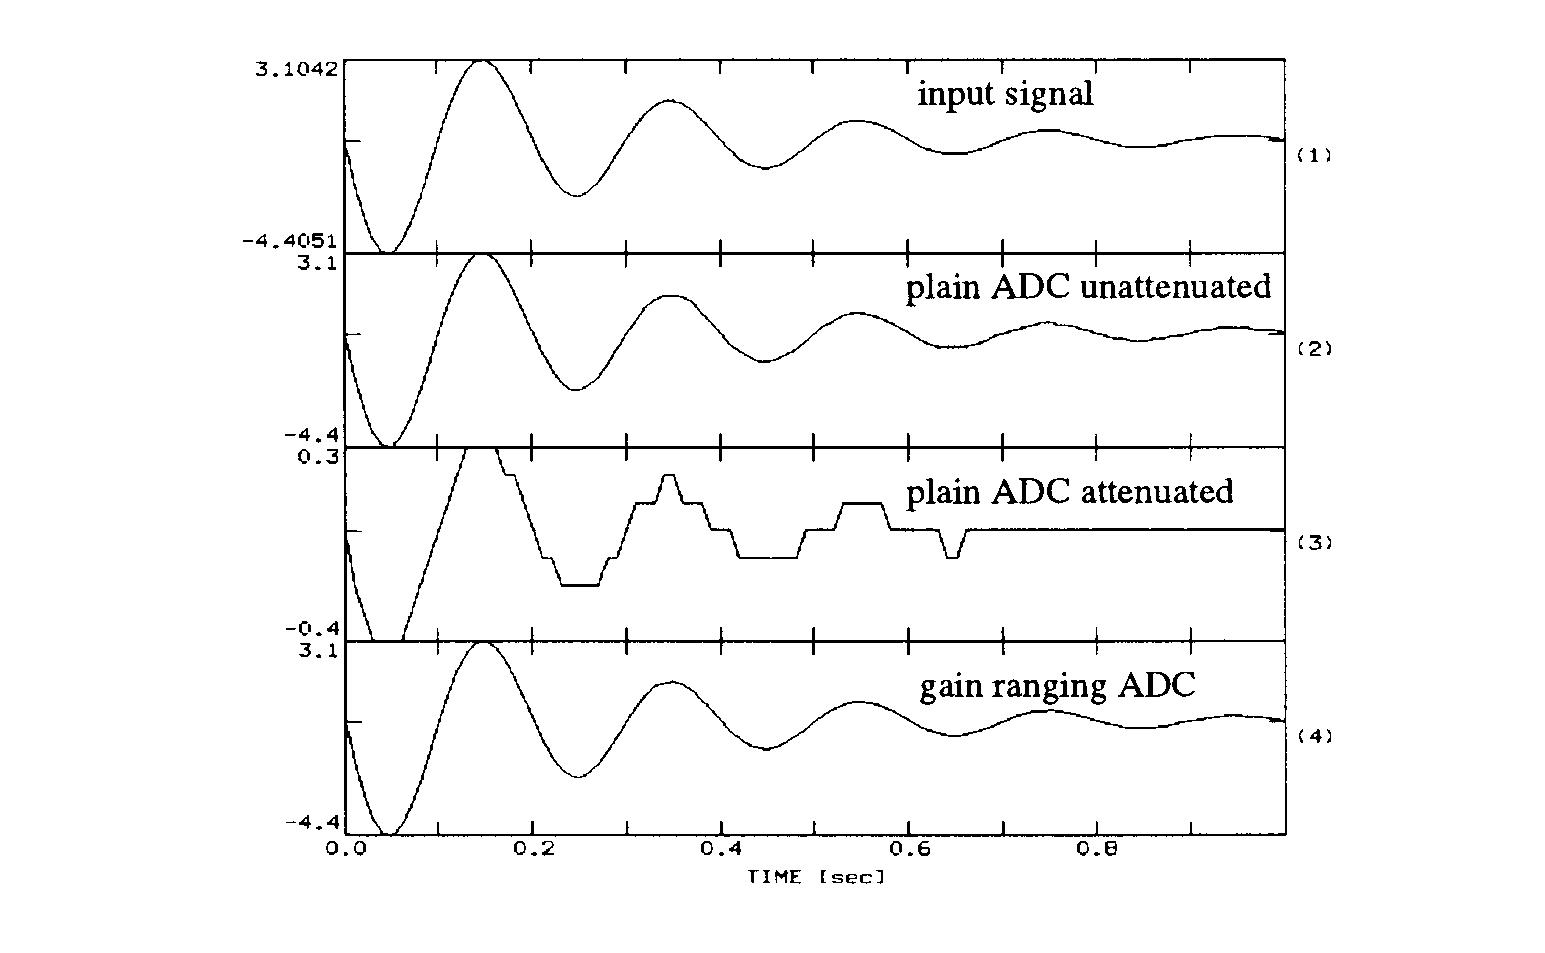 3.1042
input signal
(1)
-4.4051
3.1
plain ADC unattenuated
(2)
-4.4
0.3
plain ADC attenuated
(3)
-0.4
3.1
gain ranging ADC
(4)
-4.4
0.0 0.2 0.4 0.6 0.8
TIME [sec]